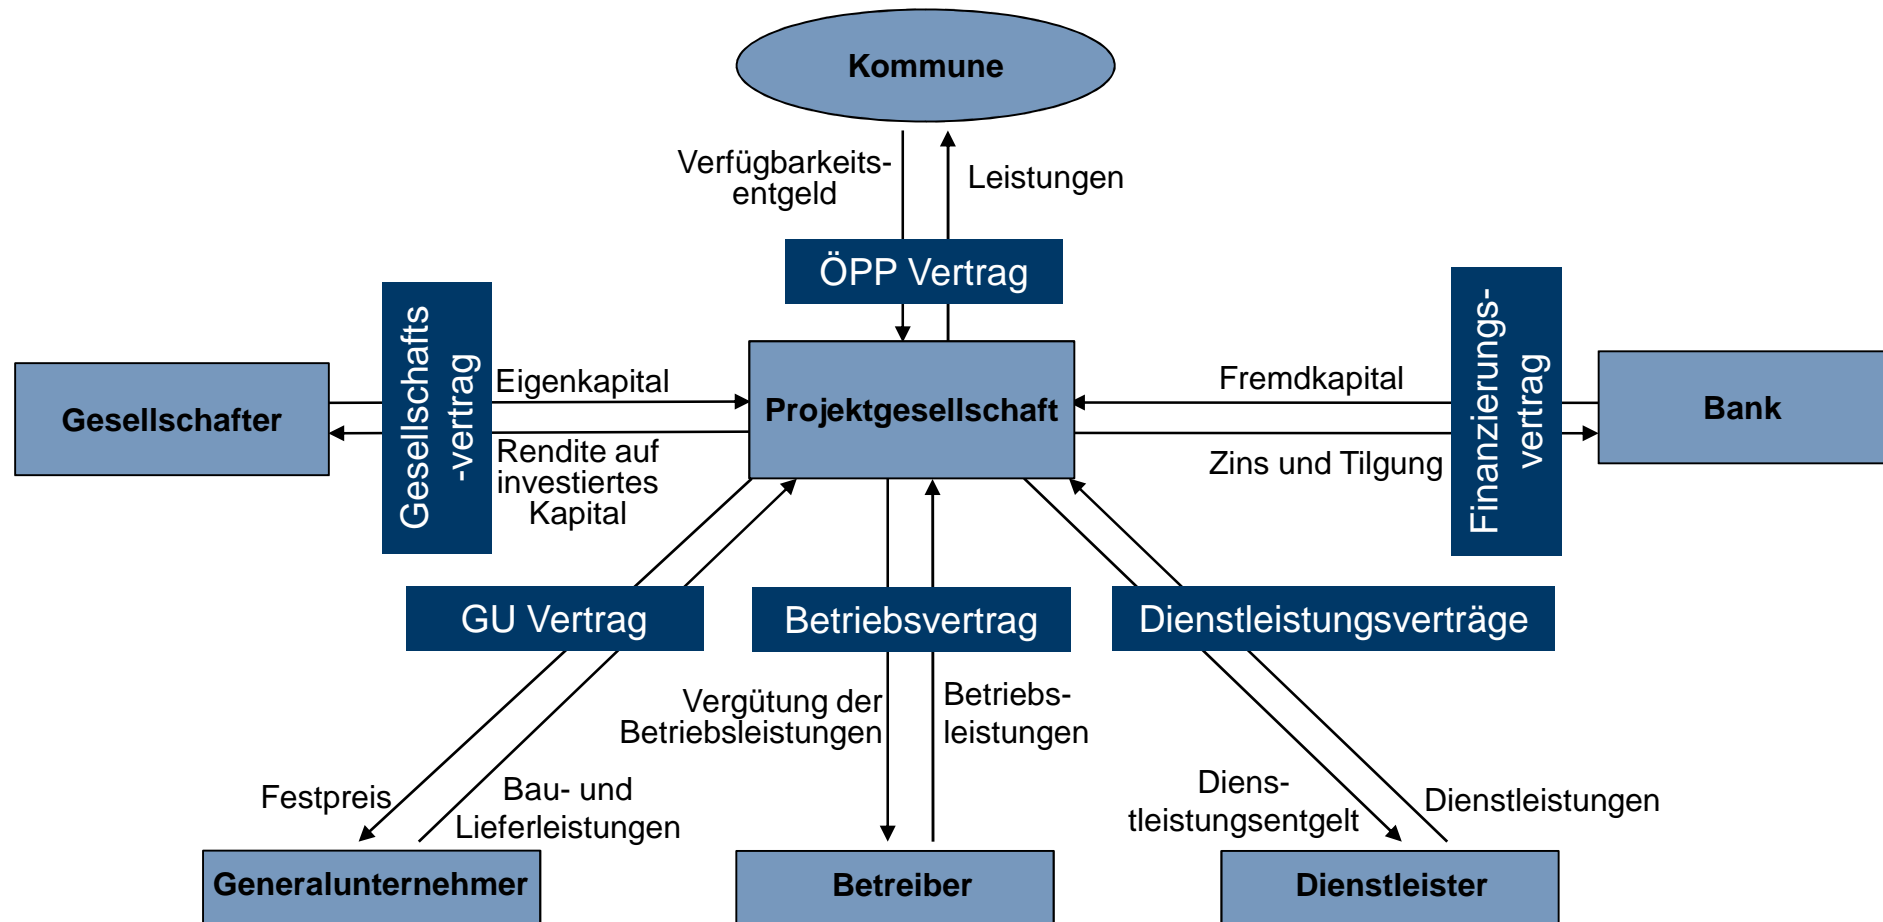 Kommune
Verfügbarkeits-
entgeld
Leistungen
ÖPP Vertrag
Gesellschafter
Gesellschafts
-vertrag
Eigenkapital
Rendite auf
investiertes
Kapital
Projektgesellschaft
Fremdkapital
Zins und Tilgung
Finanzierungs-
vertrag
Bank
GU Vertrag
Betriebsvertrag
Dienstleistungsverträge
Festpreis
Bau- und
Lieferleistungen
Vergütung der
Betriebsleistungen
Betriebs-
leistungen
Diens-
tleistungsentgelt
Dienstleistungen
Generalunternehmer
Betreiber
Dienstleister